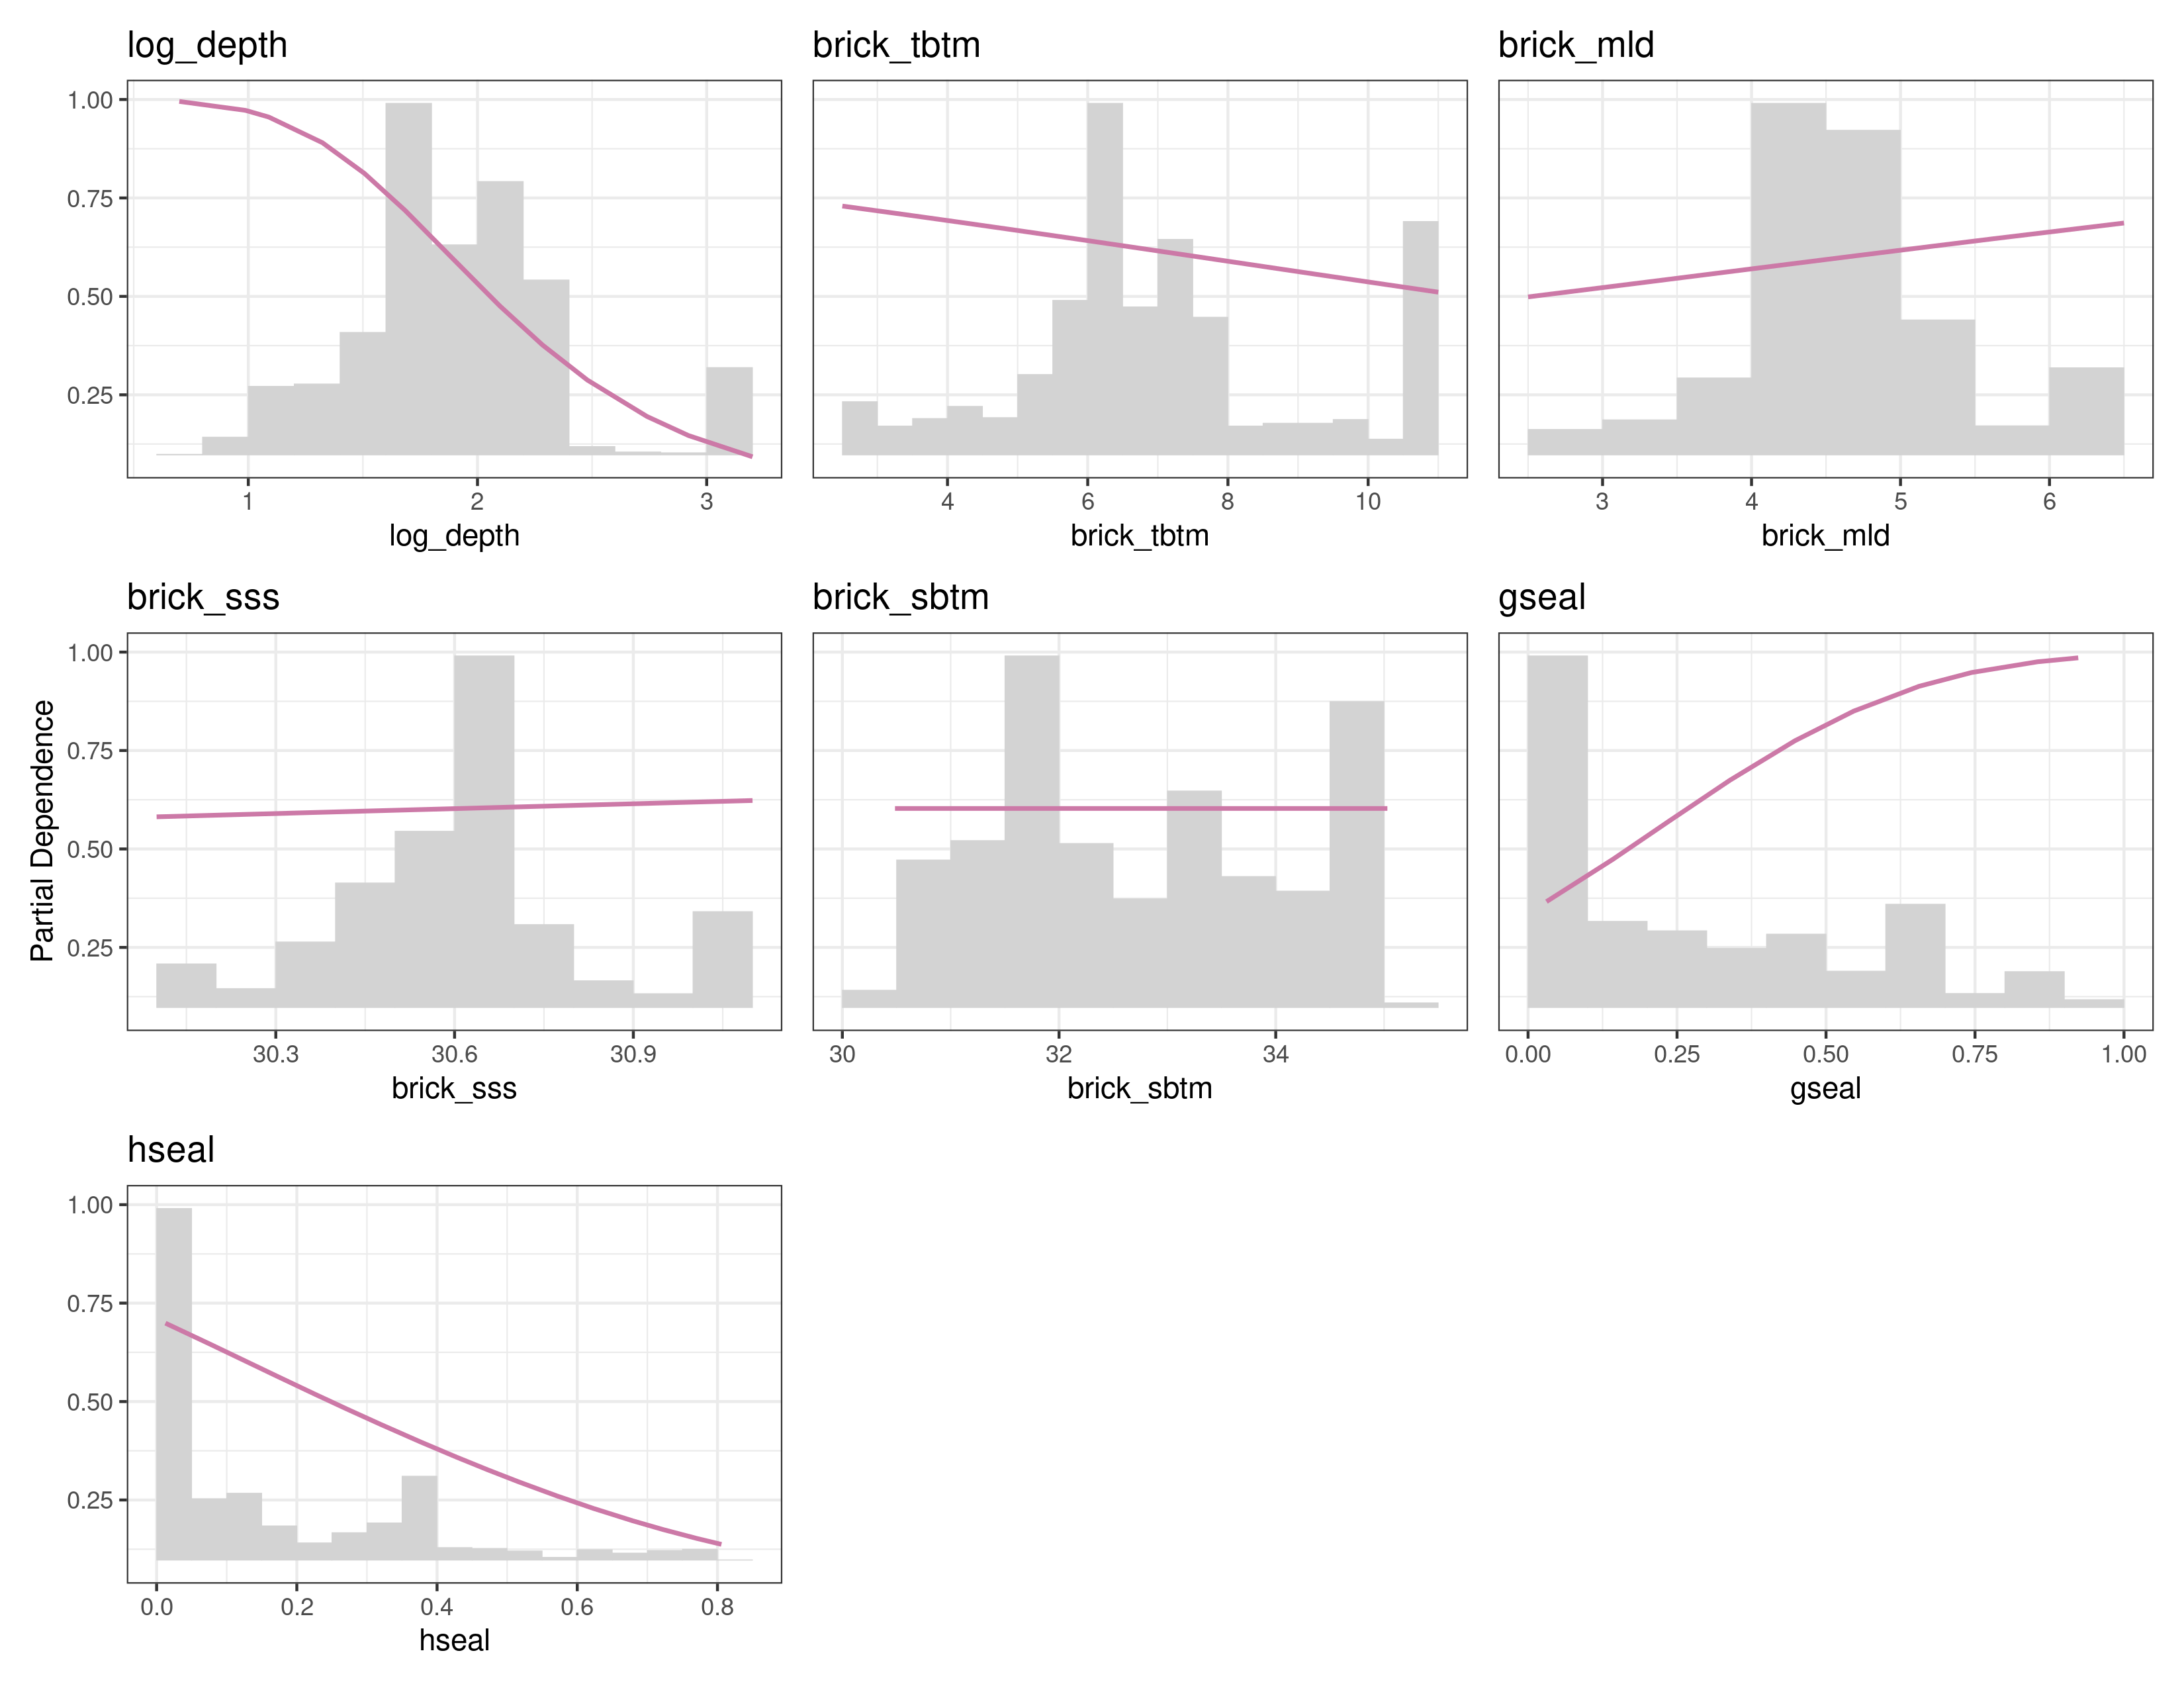 log_depth
brick_tbtm
brick_mld
1.00
0.75
0.50
0.25
1 2 3
4 6 8 10
3 4 5 6
log_depth
brick_tbtm
brick_mld
brick_sss
brick_sbtm
gseal
Partial Dependence
1.00
0.75
0.50
0.25
30.3 30.6 30.9
30 32 34
0.00 0.25 0.50 0.75 1.00
brick_sss
brick_sbtm
gseal
hseal
1.00
0.75
0.50
0.25
0.0 0.2 0.4 0.6 0.8
hseal